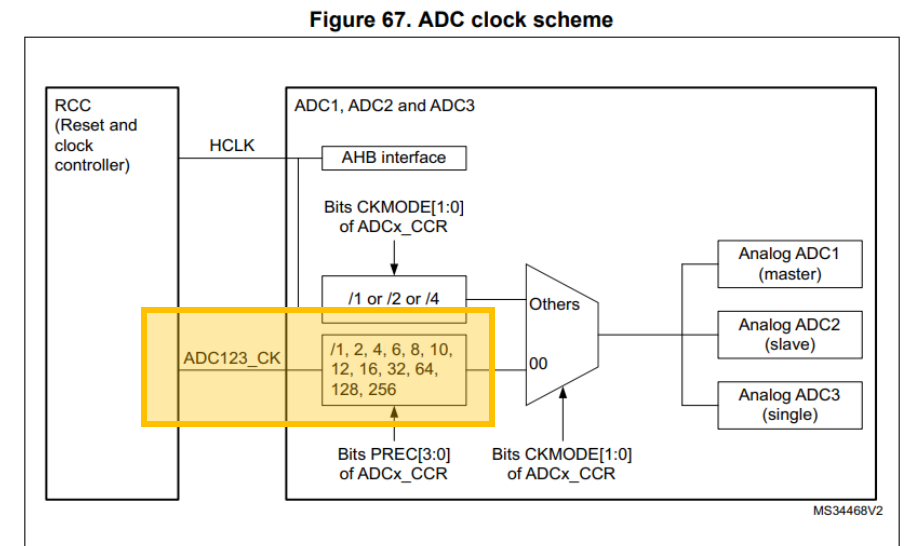 Figure 67. ADC clock scheme
RCC
(Reset and
clock
controller)
HCLK
ADC1, ADC2 and ADC3
AHB interface
Bits CKMODE[1:0]
of ADCx_CCR
/1 or /2 or /4
Others
Analog ADC1
(master)
ADC123_CK
/1, 2, 4, 6, 8, 10,
12, 16, 32, 64,
128, 256
00
Analog ADC2
(slave)
Analog ADC3
(single)
Bits PREC[3:0]
of ADCx_CCR
Bits CKMODE[1:0]
of ADCx_CCR
MS34468V2